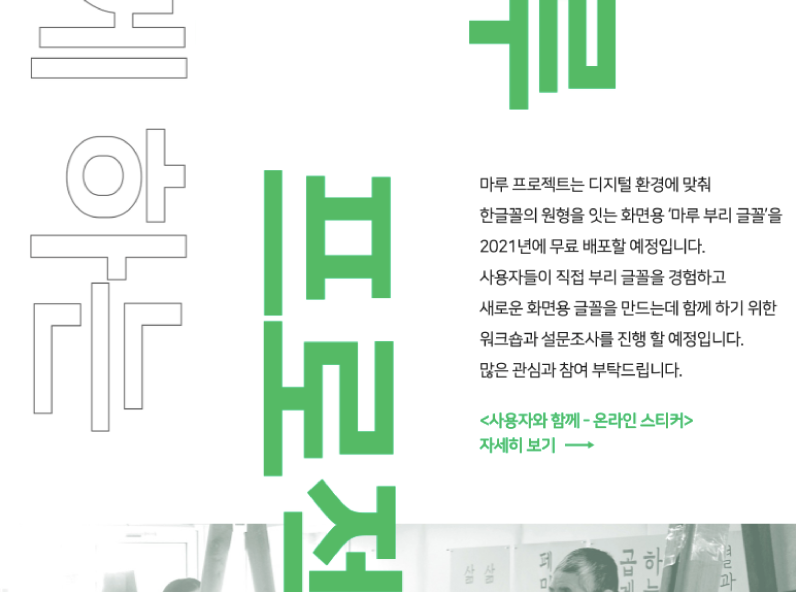 하는
루
프로젝
마루 프로젝트는 디지털 환경에 맞춰
한글꼴의 원형을 잇는 화면용 ‘마루 부리 글꼴’을
2021년에 무료 배포할 예정입니다.
사용자들이 직접 부리 글꼴을 경험하고
새로운 화면용 글꼴을 만드는데 함께 하기 위한
워크숍과 설문조사를 진행 할 예정입니다.
많은 관심과 참여 부탁드립니다.
<사용자와 함께 - 온라인 스티커>
자세히 보기 →